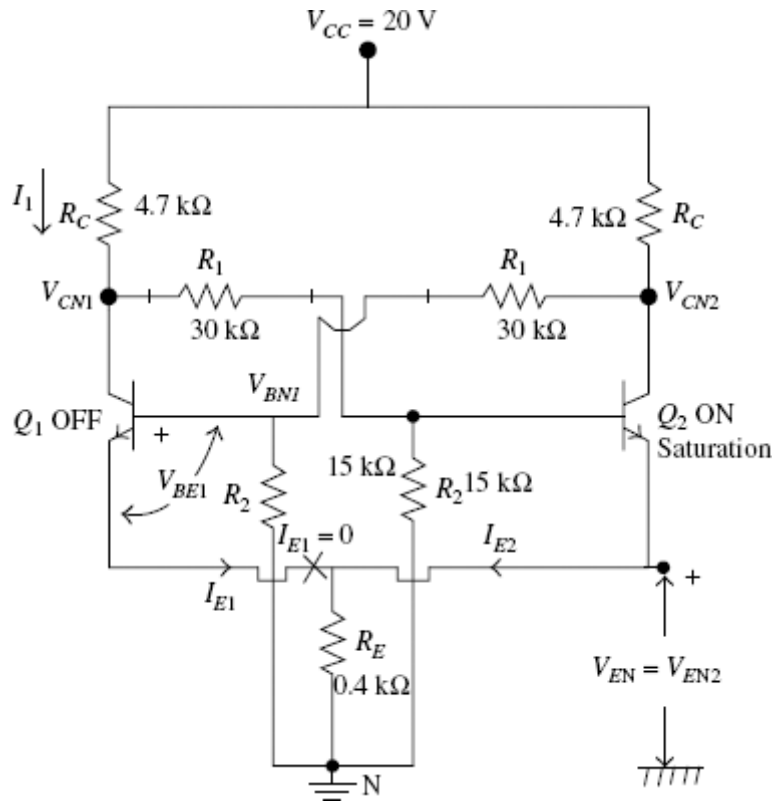 V_CC = 20 V
I_1
R_C
4.7 kΩ
4.7 kΩ
R_C
R_1
R_1
V_CN1
V_CN2
30 kΩ
30 kΩ
V_BN1
Q_1 OFF
+
Q_2 ON
Saturation
V_BE1
R_2
15 kΩ
R_2
15 kΩ
I_E1 = 0
I_E2
+
I_E1
R_E
0.4 kΩ
V_EN = V_EN2
N